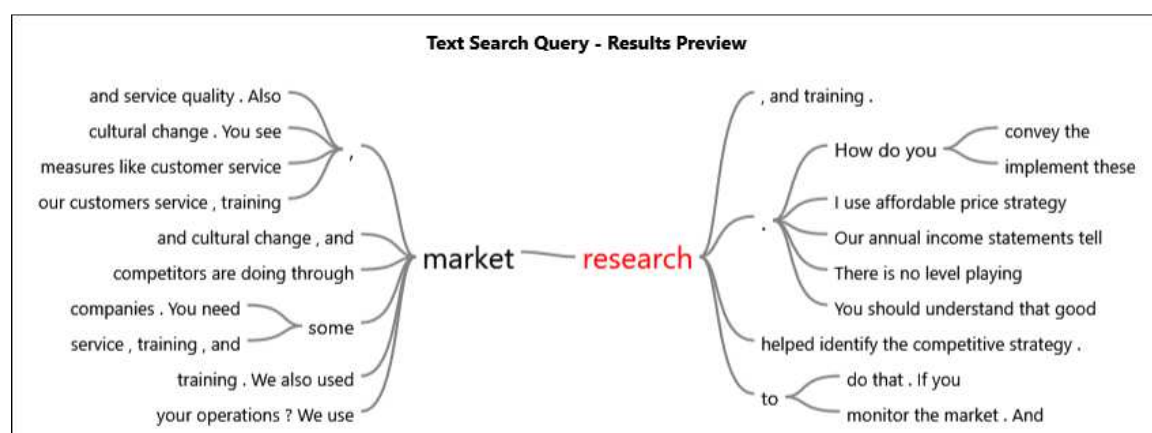 Text Search Query - Results Preview
and service quality . Also
cultural change . You see
measures like customer service
our customers service , training
,
and cultural change , and
competitors are doing through
companies . You need
service , training , and
some
training . We also used
your operations ? We use
market
research
, and training .
.
How do you
convey the
implement these
I use affordable price strategy
Our annual income statements tell
There is no level playing
You should understand that good
helped identify the competitive strategy .
to
do that . If you
monitor the market . And